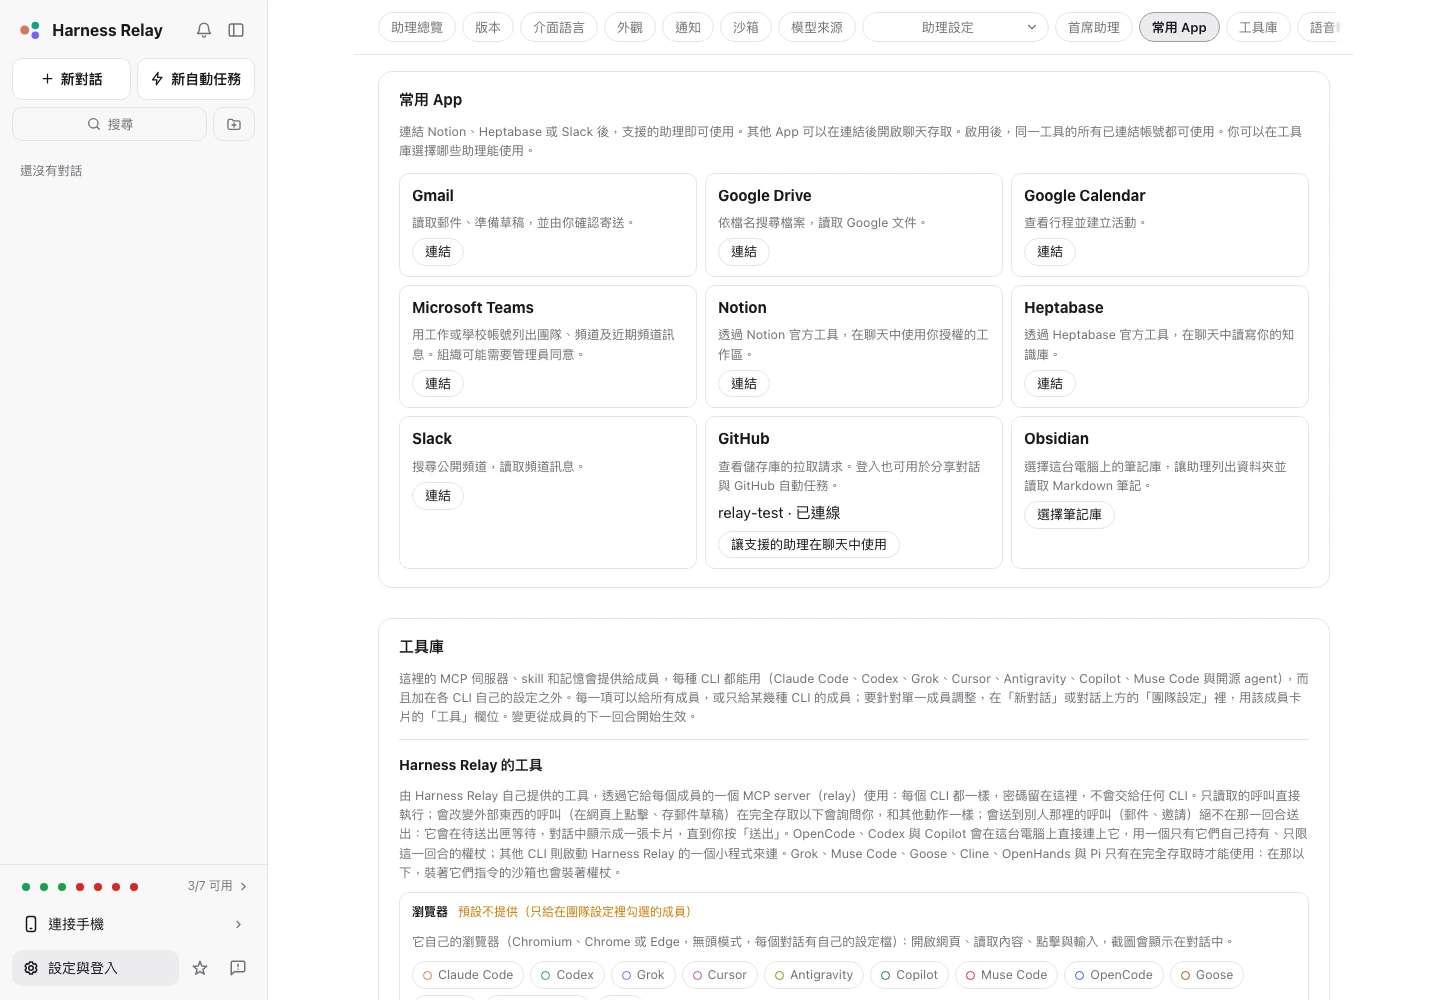 Harness Relay
新對話
新自動任務
搜尋
還沒有對話
3/7 可用
連接手機
設定與登入
助理總覽
版本
介面語言
外觀
通知
沙箱
模型來源
助理設定
首席助理
常用 App
工具庫
語音
常用 App
連結 Notion、Heptabase 或 Slack 後，支援的助理即可使用。其他 App 可以在連結後開啟聊天存取。啟用後，同一工具的所有已連結帳號都可使用。你可以在工具
庫選擇哪些助理能使用。
Gmail
讀取郵件、準備草稿，並由你確認寄送。
連結
Google Drive
依檔名搜尋檔案，讀取 Google 文件。
連結
Google Calendar
查看行程並建立活動。
連結
Microsoft Teams
用工作或學校帳號列出團隊、頻道及近期頻道訊
息。組織可能需要管理員同意。
連結
Notion
透過 Notion 官方工具，在聊天中使用你授權的工
作區。
連結
Heptabase
透過 Heptabase 官方工具，在聊天中讀寫你的知
識庫。
連結
Slack
搜尋公開頻道，讀取頻道訊息。
連結
GitHub
查看儲存庫的拉取請求。登入也可用於分享對話
與 GitHub 自動任務。
relay-test · 已連線
讓支援的助理在聊天中使用
Obsidian
選擇這台電腦上的筆記庫，讓助理列出資料夾並
讀取 Markdown 筆記。
選擇筆記庫
工具庫
這裡的 MCP 伺服器、skill 和記憶會提供給成員，每種 CLI 都能用（Claude Code、Codex、Grok、Cursor、Antigravity、Copilot、Muse Code 與開源 agent），而
且加在各 CLI 自己的設定之外。每一項可以給所有成員，或只給某幾種 CLI 的成員；要針對單一成員調整，在「新對話」或對話上方的「團隊設定」裡，用該成員卡
片的「工具」欄位。變更從成員的下一回合開始生效。
Harness Relay 的工具
由 Harness Relay 自己提供的工具，透過它給每個成員的一個 MCP server（relay）使用：每個 CLI 都一樣，密碼留在這裡，不會交給任何 CLI。只讀取的呼叫直接
執行；會改變外部東西的呼叫（在網頁上點擊、存郵件草稿）在完全存取以下會詢問你，和其他動作一樣；會送到別人那裡的呼叫（郵件、邀請）絕不在那一回合送
出：它會在待送出匣等待，對話中顯示成一張卡片，直到你按「送出」。OpenCode、Codex 與 Copilot 會在這台電腦上直接連上它，用一個只有它們自己持有、只限
這一回合的權杖；其他 CLI 則啟動 Harness Relay 的一個小程式來連。Grok、Muse Code、Goose、Cline、OpenHands 與 Pi 只有在完全存取時才能使用：在那以
下，裝著它們指令的沙箱也會裝著權杖。
瀏覽器 預設不提供（只給在團隊設定裡勾選的成員）
它自己的瀏覽器（Chromium、Chrome 或 Edge，無頭模式，每個對話有自己的設定檔）：開啟網頁、讀取內容、點擊與輸入，截圖會顯示在對話中。
Claude Code
Codex
Grok
Cursor
Antigravity
Copilot
Muse Code
OpenCode
Goose